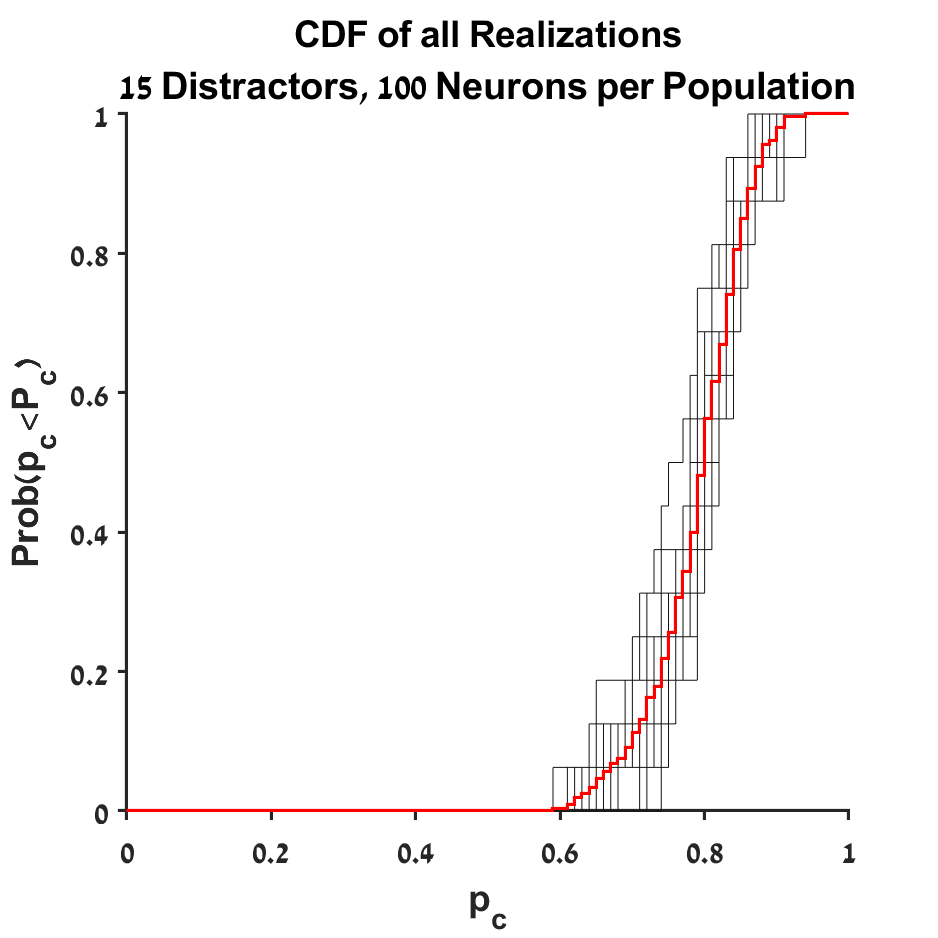 CDF of all Realizations
15 Distractors, 100 Neurons per Population
1
0.8
0.6
0.4
0.2
0
Prob(p_c<P_c)
0 0.2 0.4 0.6 0.8 1
p_c